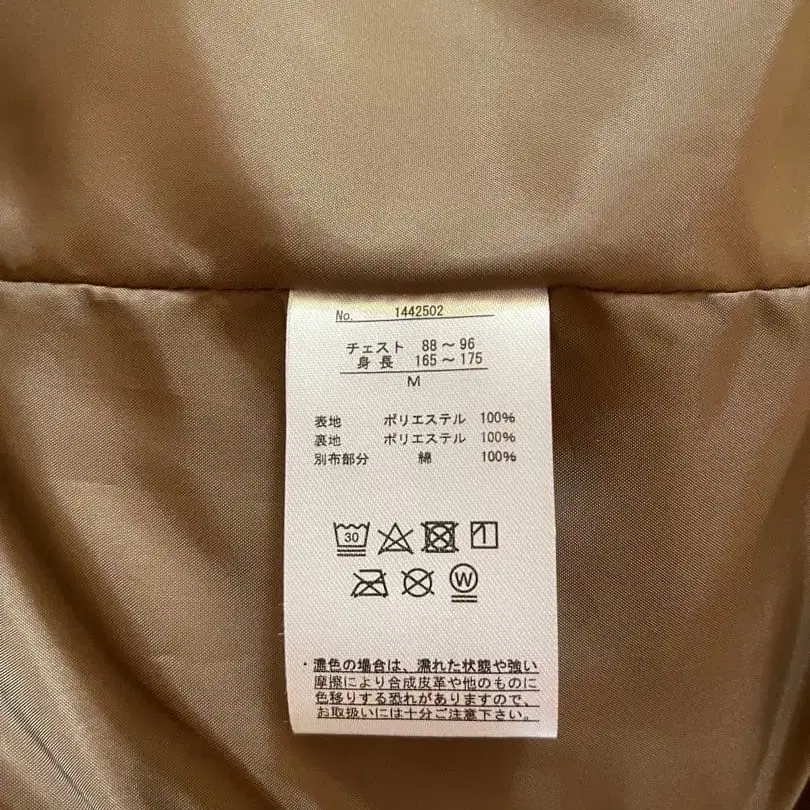 No. 1442502
チェスト 88～96
身長 165～175
M
表地 ポリエステル 100%
裏地 ポリエステル 100%
別布部分 綿 100%
30
W
・濃色の場合は、濡れた状態や強い
摩擦により合成皮革や他のものに
色移りする恐れがありますので、
お取扱いには十分ご注意下さい。